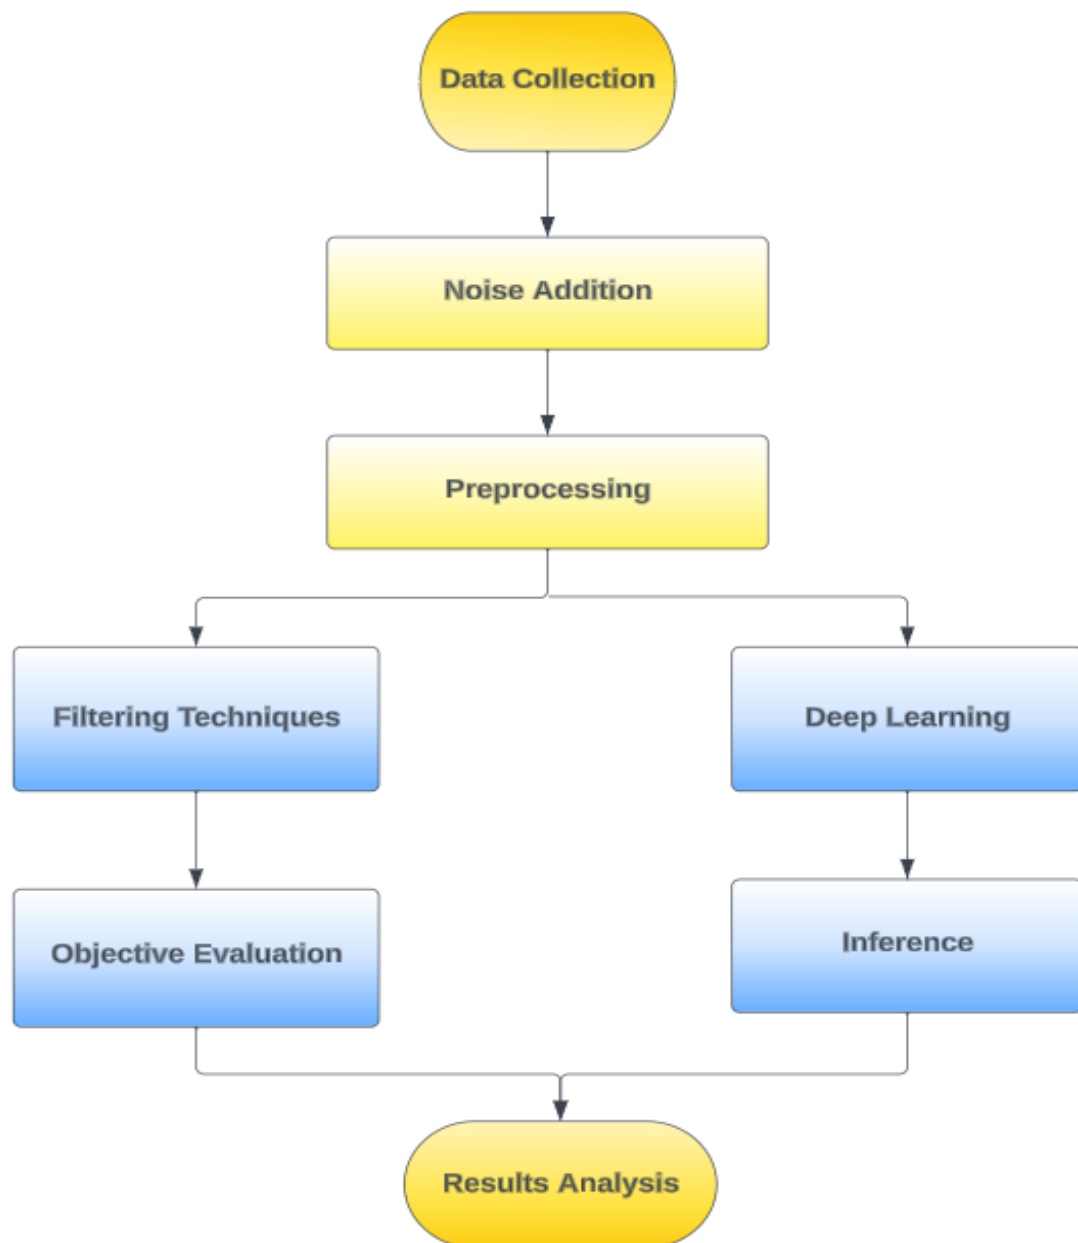 Data Collection
Noise Addition
Preprocessing
Filtering Techniques
Deep Learning
Objective Evaluation
Inference
Results Analysis